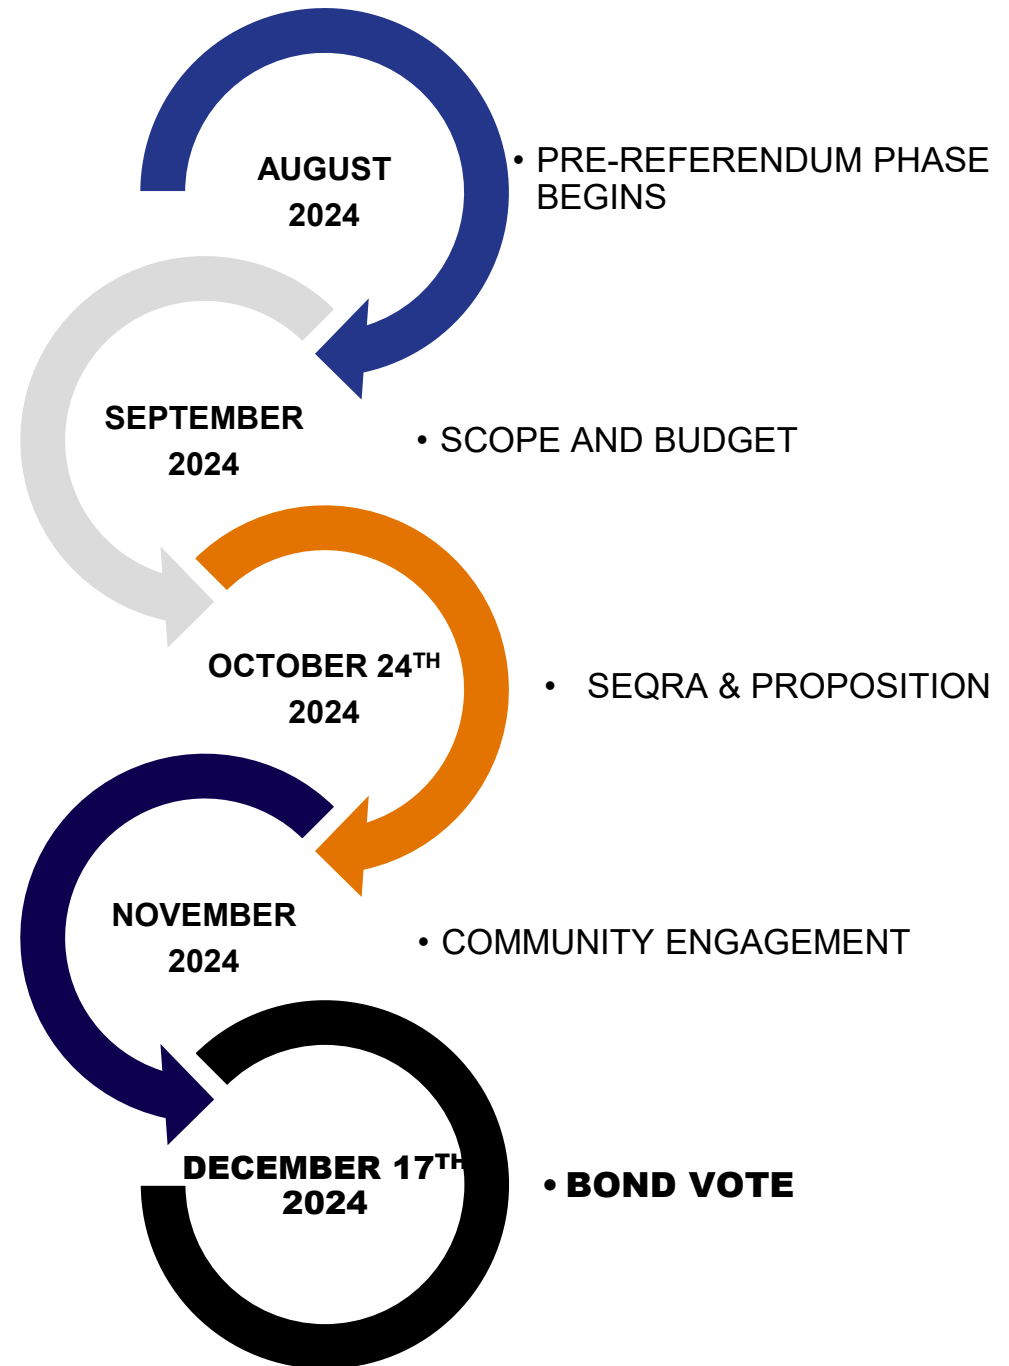 AUGUST
2024
• PRE-REFERENDUM PHASE
BEGINS
SEPTEMBER
2024
• SCOPE AND BUDGET
OCTOBER 24TH
2024
• SEQRA & PROPOSITION
NOVEMBER
2024
• COMMUNITY ENGAGEMENT
DECEMBER 17TH
2024
• BOND VOTE